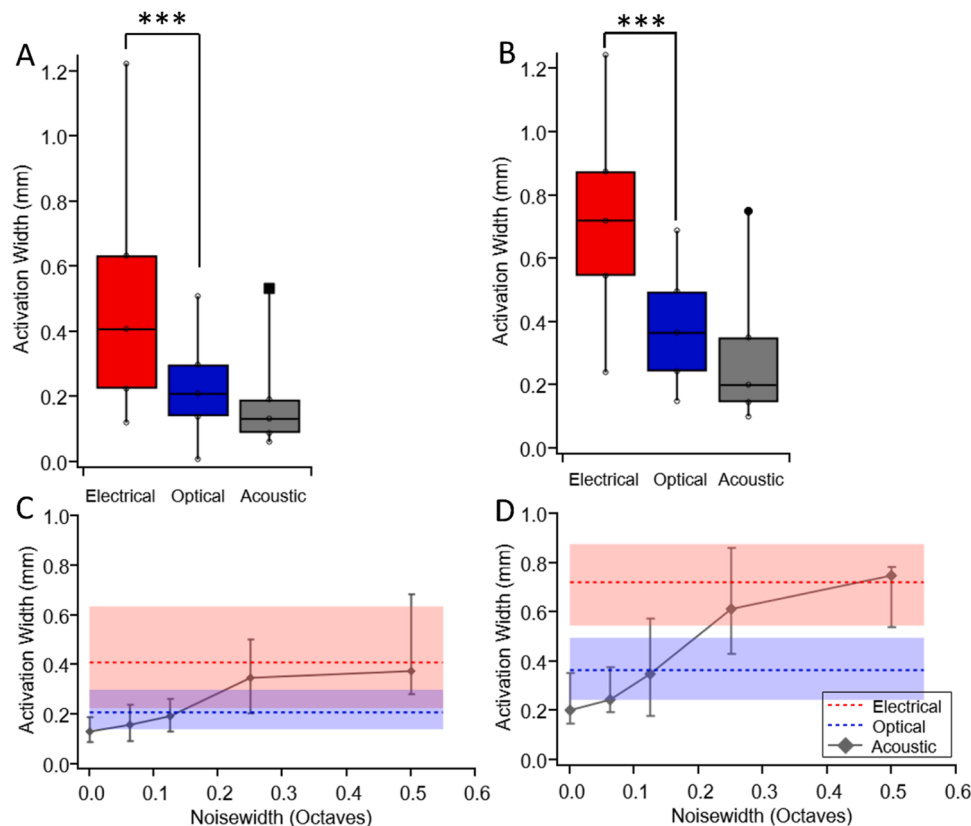 A
***
Activation Width (mm)
1.2
1.0
0.8
0.6
0.4
0.2
0.0
Electrical Optical Acoustic
B
***
Activation Width (mm)
1.2
1.0
0.8
0.6
0.4
0.2
0.0
Electrical Optical Acoustic
C
Activation Width (mm)
1.0
0.8
0.6
0.4
0.2
0.0
0.0 0.1 0.2 0.3 0.4 0.5 0.6
Noisewidth (Octaves)
D
Activation Width (mm)
1.0
0.8
0.6
0.4
0.2
0.0
Electrical
Optical
Acoustic
0.0 0.1 0.2 0.3 0.4 0.5 0.6
Noisewidth (Octaves)